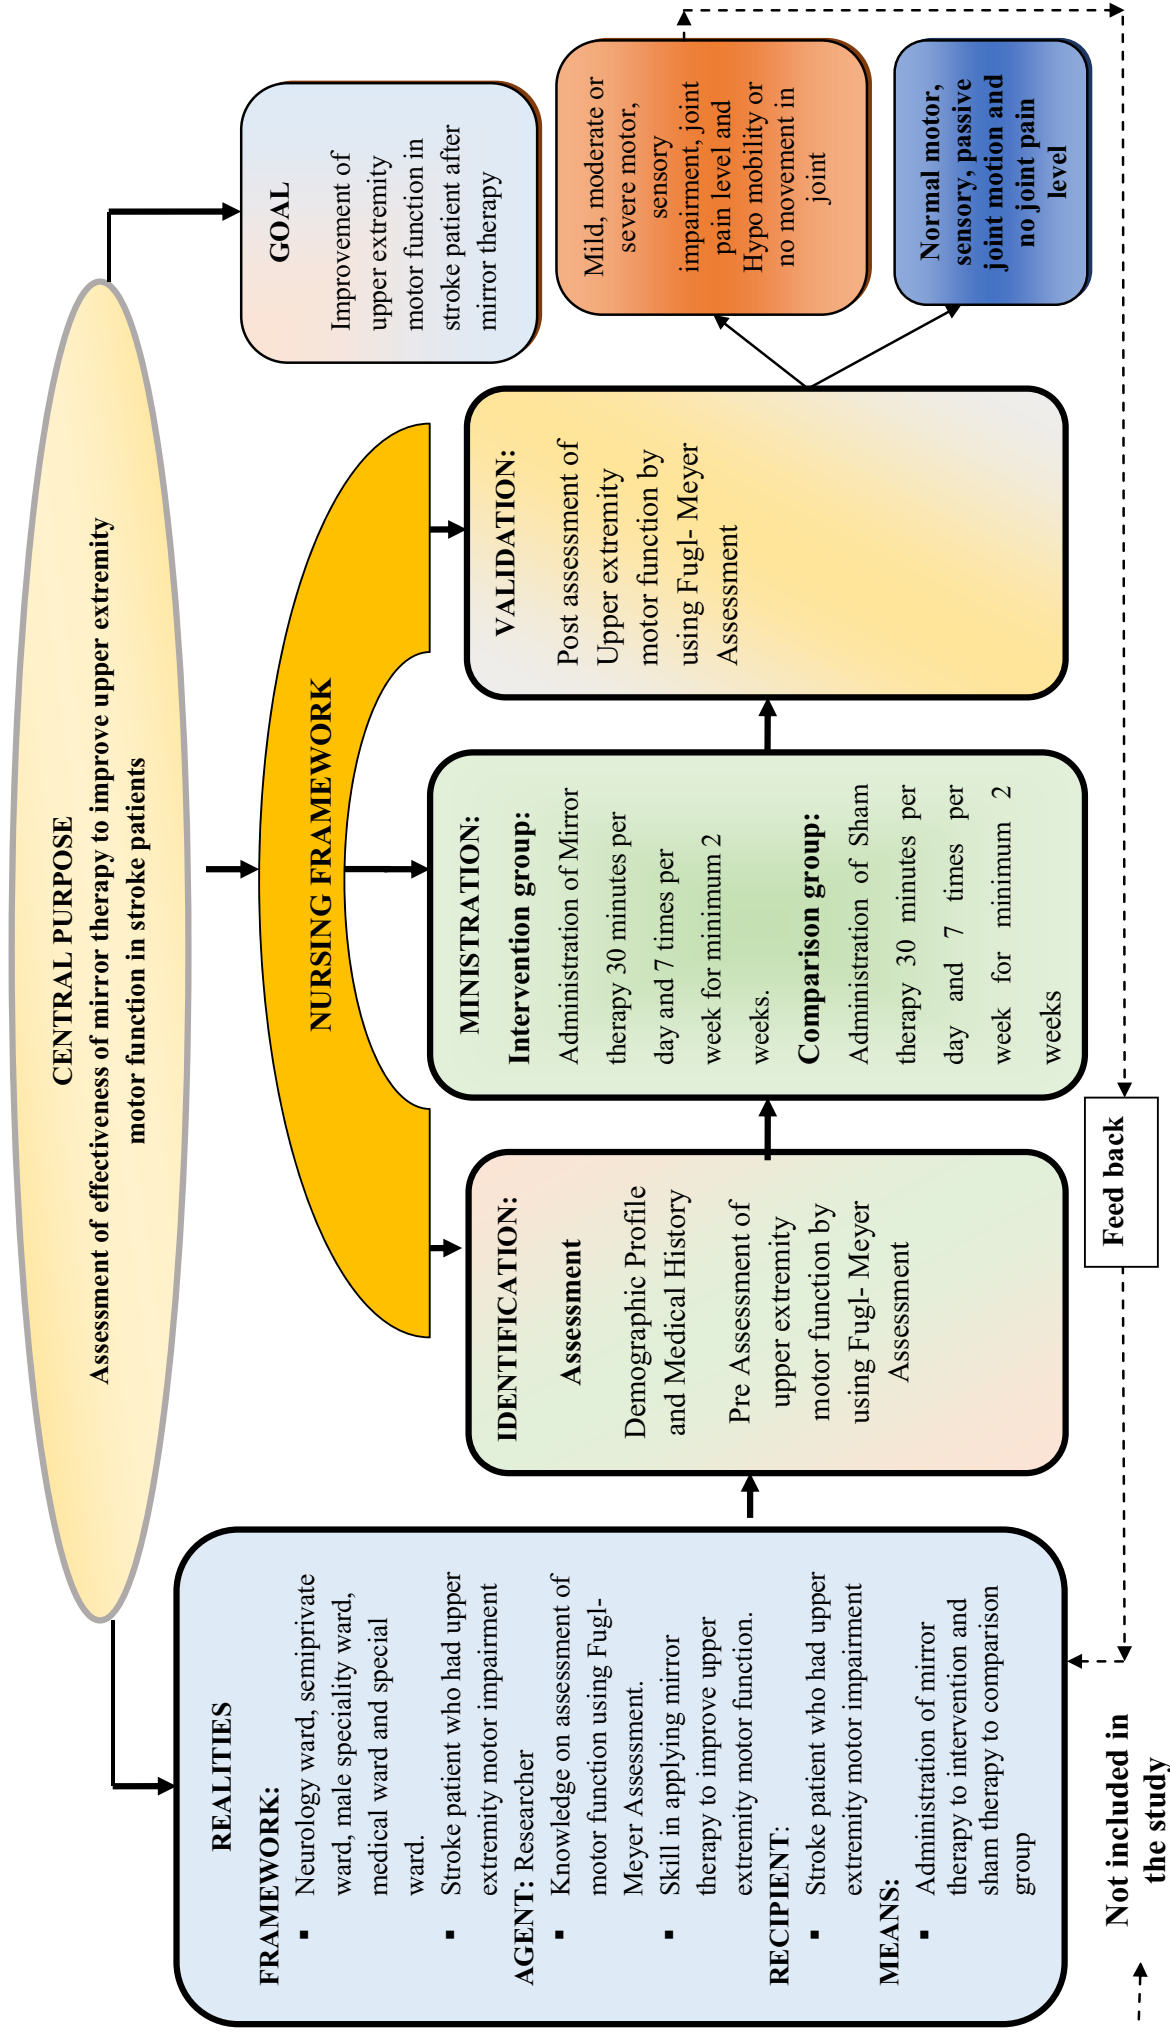 CENTRAL PURPOSE
Assessment of effectiveness of mirror therapy to improve upper extremity
motor function in stroke patients
NURSING FRAMEWORK
REALITIES
FRAMEWORK:
▪ Neurology ward, semiprivate
ward, male speciality ward,
medical ward and special
ward.
▪ Stroke patient who had upper
extremity motor impairment
AGENT: Researcher
▪ Knowledge on assessment of
motor function using Fugl-
Meyer Assessment.
▪ Skill in applying mirror
therapy to improve upper
extremity motor function.
RECIPIENT:
▪ Stroke patient who had upper
extremity motor impairment
MEANS:
▪ Administration of mirror
therapy to intervention and
sham therapy to comparison
group
IDENTIFICATION:
Assessment
Demographic Profile
and Medical History
Pre Assessment of
upper extremity
motor function by
using Fugl- Meyer
Assessment
MINISTRATION:
Intervention group:
Administration of Mirror
therapy 30 minutes per
day and 7 times per
week for minimum 2
weeks.
Comparison group:
Administration of Sham
therapy 30 minutes per
day and 7 times per
week for minimum 2
weeks
VALIDATION:
Post assessment of
Upper extremity
motor function by
using Fugl- Meyer
Assessment
GOAL
Improvement of
upper extremity
motor function in
stroke patient after
mirror therapy
Mild, moderate or
severe motor,
sensory
impairment, joint
pain level and
Hypo mobility or
no movement in
joint
Normal motor,
sensory, passive
joint motion and
no joint pain
level
Feed back
Not included in
the study